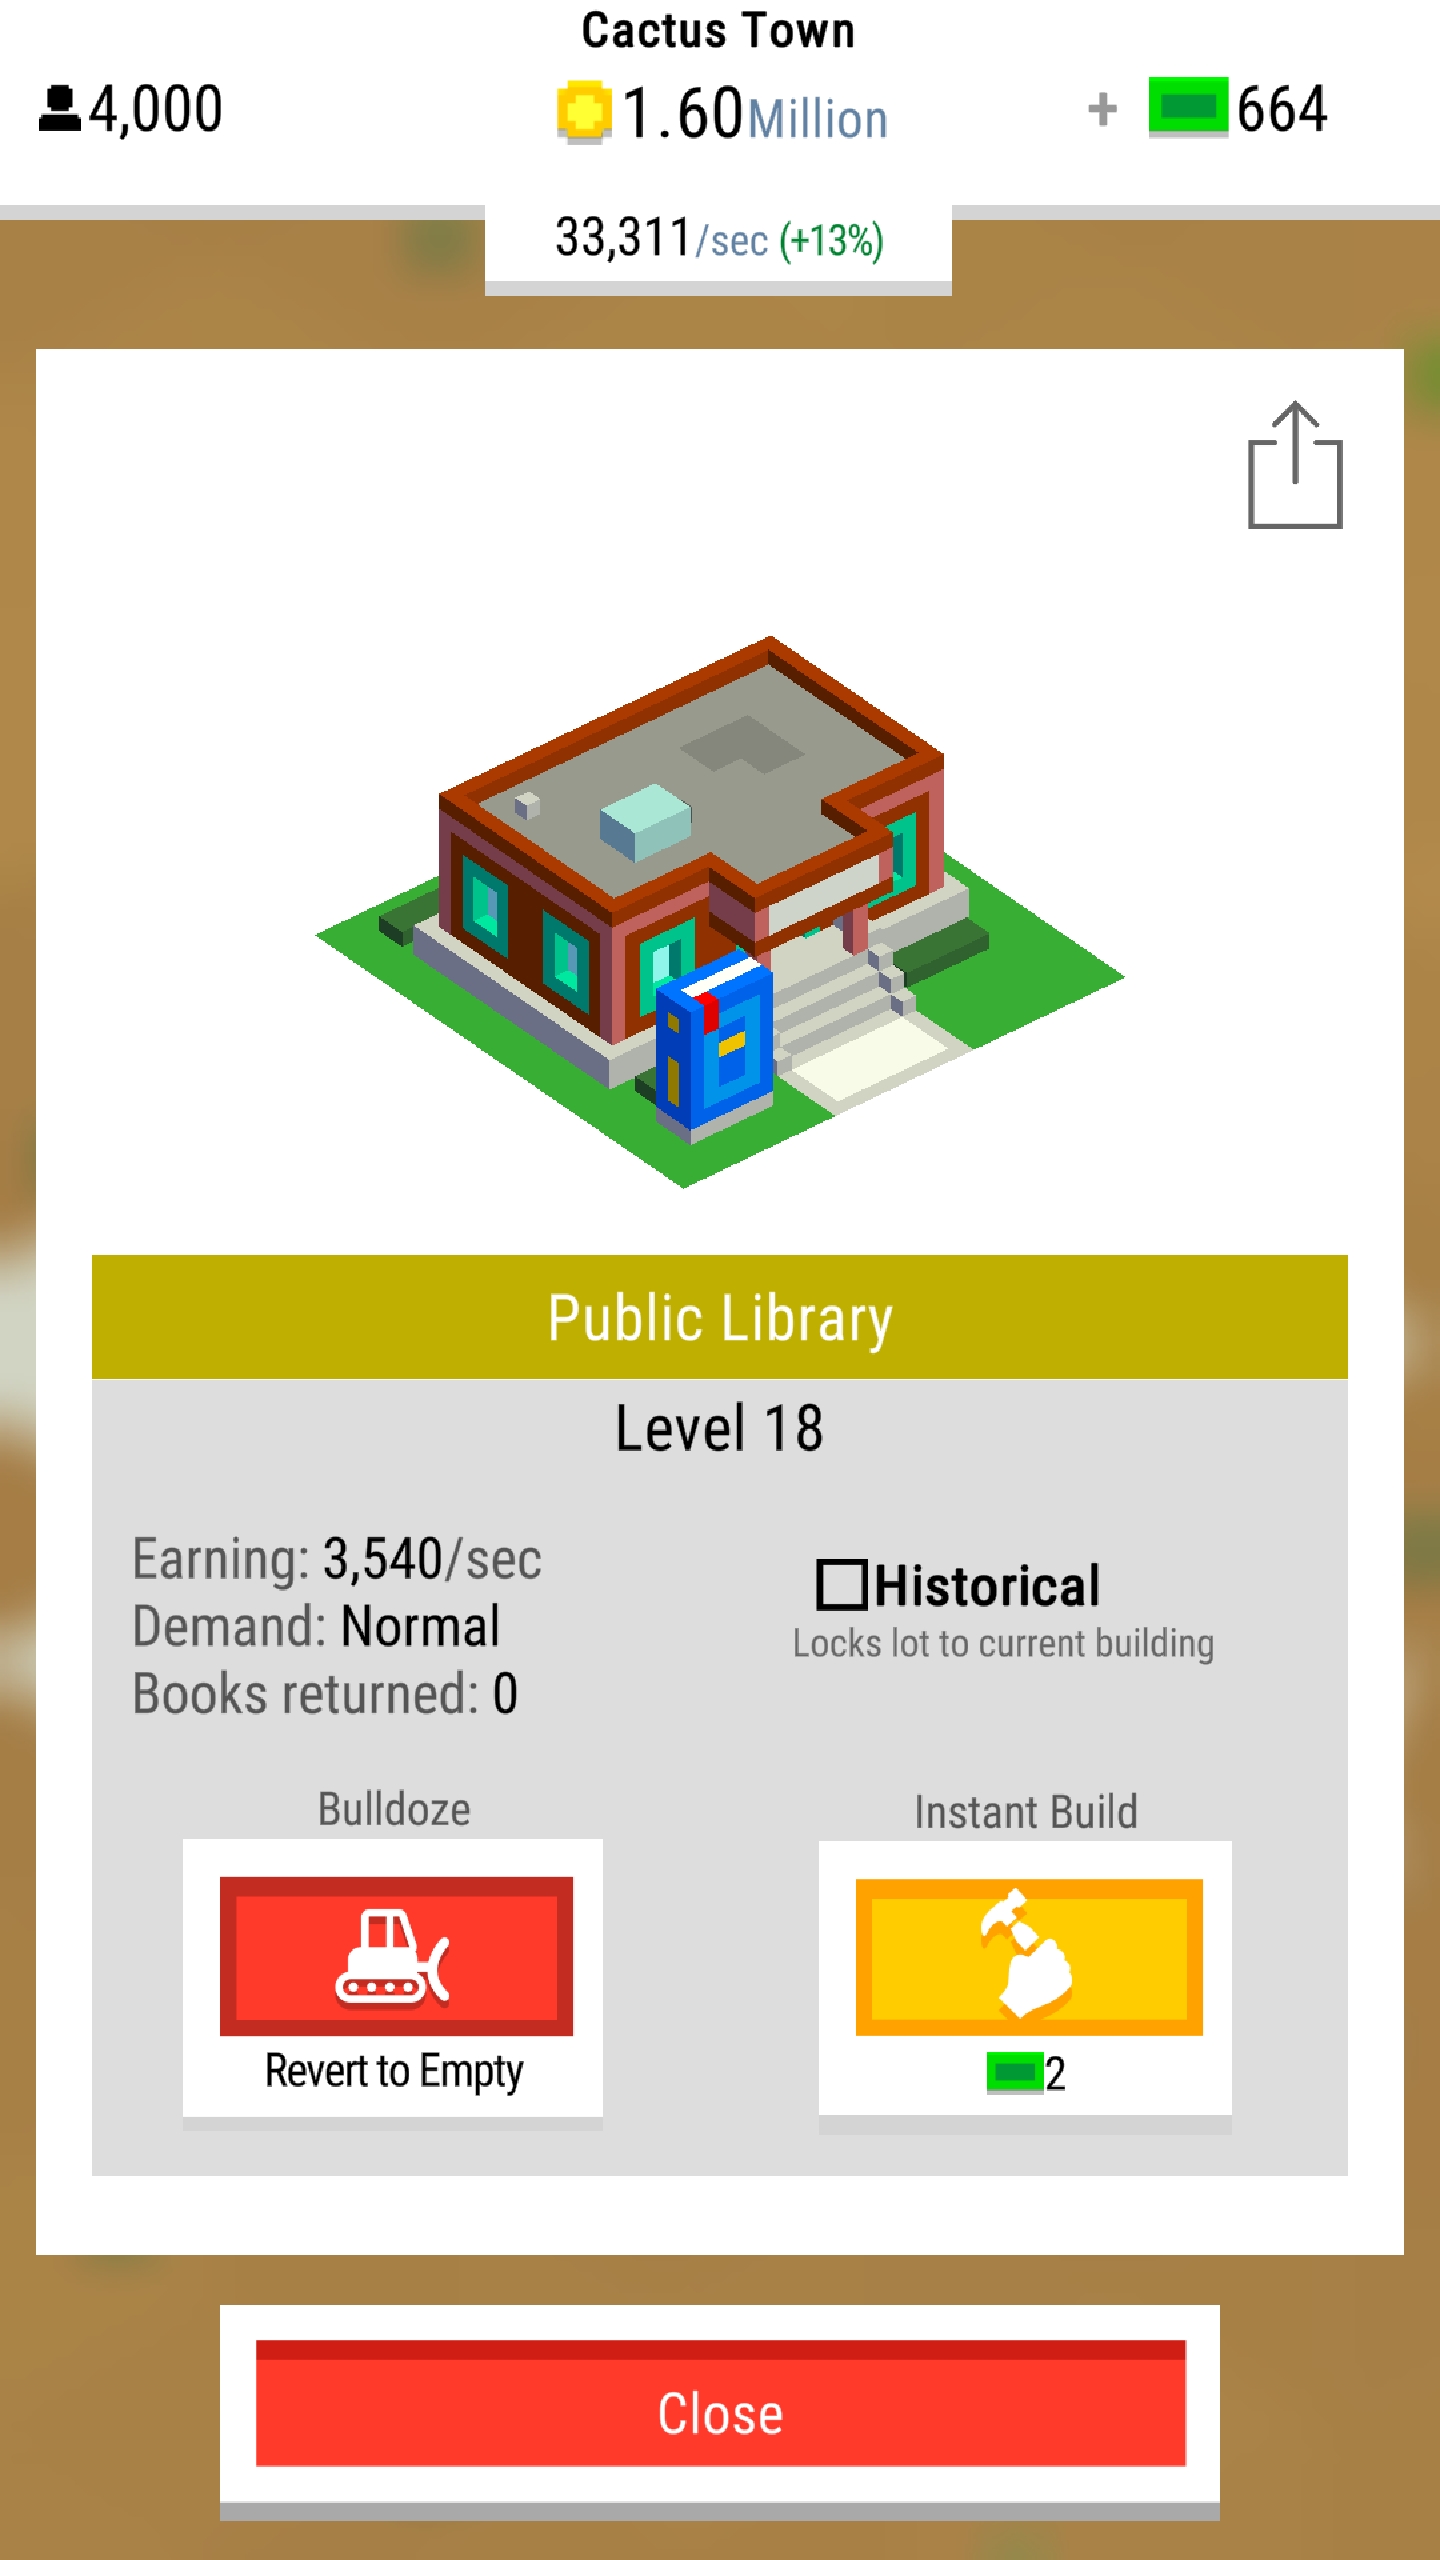 Cactus Town
4,000
1.60Million
+ 664
33,311/sec (+13%)
Public Library
Level 18
Earning: 3,540/sec
Demand: Normal
Books returned: 0
Historical
Locks lot to current building
Bulldoze
Revert to Empty
Instant Build
2
Close